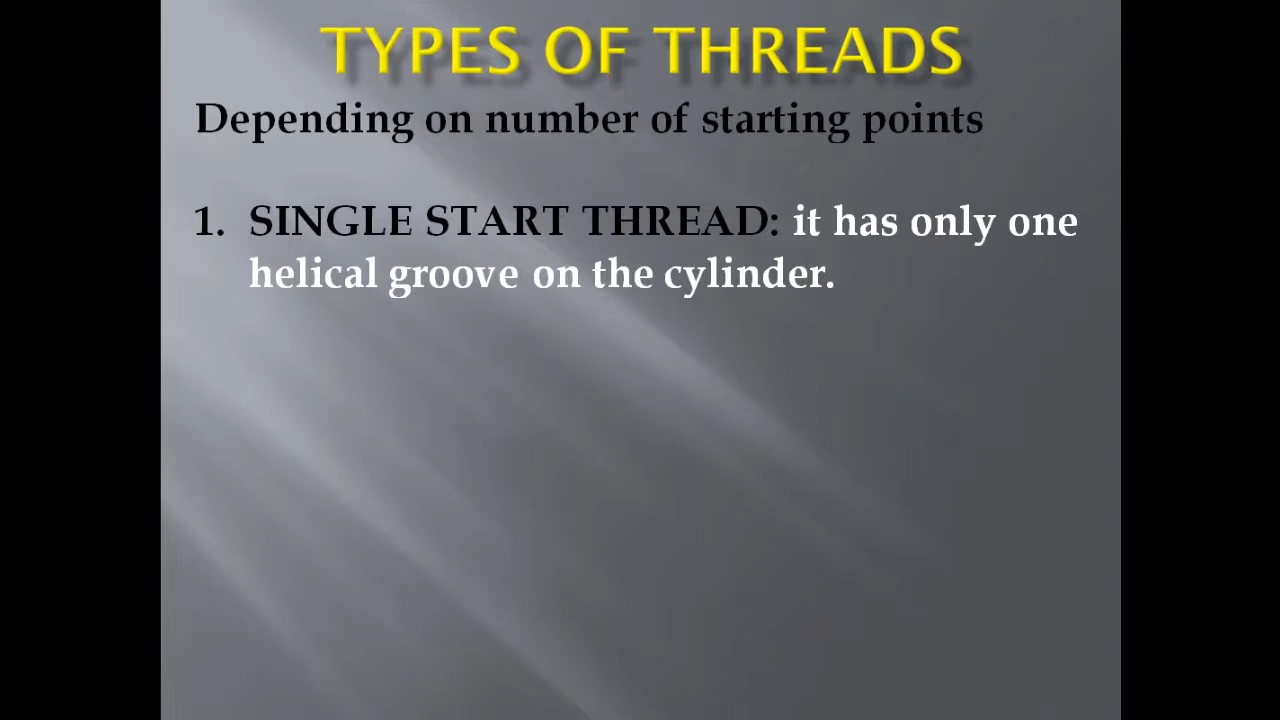 TYPES OF THREADS
Depending on number of starting points
1. SINGLE START THREAD: it has only one
helical groove on the cylinder.